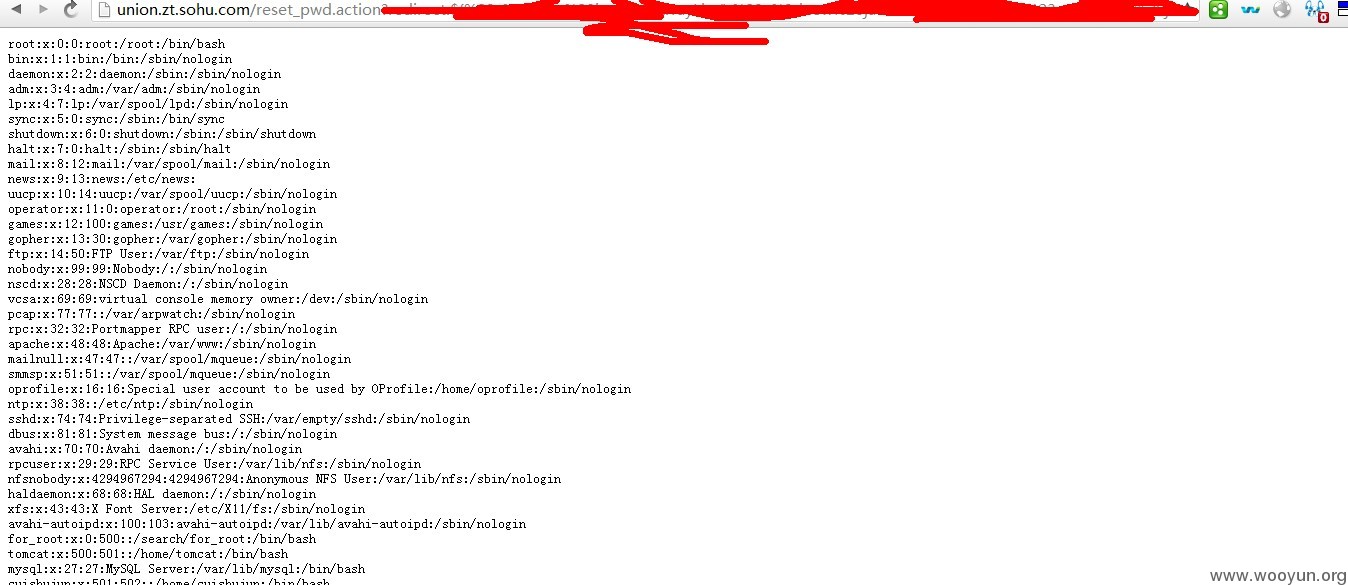 union.zt.sohu.com/reset_pwd.action
root:x:0:0:root:/root:/bin/bash
bin:x:1:1:bin:/bin:/sbin/nologin
daemon:x:2:2:daemon:/sbin:/sbin/nologin
adm:x:3:4:adm:/var/adm:/sbin/nologin
lp:x:4:7:lp:/var/spool/lpd:/sbin/nologin
sync:x:5:0:sync:/sbin:/bin/sync
shutdown:x:6:0:shutdown:/sbin:/sbin/shutdown
halt:x:7:0:halt:/sbin:/sbin/halt
mail:x:8:12:mail:/var/spool/mail:/sbin/nologin
news:x:9:13:news:/etc/news:
uucp:x:10:14:uucp:/var/spool/uucp:/sbin/nologin
operator:x:11:0:operator:/root:/sbin/nologin
games:x:12:100:games:/usr/games:/sbin/nologin
gopher:x:13:30:gopher:/var/gopher:/sbin/nologin
ftp:x:14:50:FTP User:/var/ftp:/sbin/nologin
nobody:x:99:99:Nobody:/:/sbin/nologin
nscd:x:28:28:NSCD Daemon:/:/sbin/nologin
vcsa:x:69:69:virtual console memory owner:/dev:/sbin/nologin
pcap:x:77:77::/var/arpwatch:/sbin/nologin
rpc:x:32:32:Portmapper RPC user:/:/sbin/nologin
apache:x:48:48:Apache:/var/www:/sbin/nologin
mailnull:x:47:47::/var/spool/mqueue:/sbin/nologin
smmsp:x:51:51::/var/spool/mqueue:/sbin/nologin
oprofile:x:16:16:Special user account to be used by OProfile:/home/oprofile:/sbin/nologin
ntp:x:38:38::/etc/ntp:/sbin/nologin
sshd:x:74:74:Privilege-separated SSH:/var/empty/sshd:/sbin/nologin
dbus:x:81:81:System message bus:/:/sbin/nologin
avahi:x:70:70:Avahi daemon:/:/sbin/nologin
rpcuser:x:29:29:RPC Service User:/var/lib/nfs:/sbin/nologin
nfsnobody:x:4294967294:4294967294:Anonymous NFS User:/var/lib/nfs:/sbin/nologin
haldaemon:x:68:68:HAL daemon:/:/sbin/nologin
xfs:x:43:43:X Font Server:/etc/X11/fs:/sbin/nologin
avahi-autoipd:x:100:103:avahi-autoipd:/var/lib/avahi-autoipd:/sbin/nologin
for_root:x:0:500::/search/for_root:/bin/bash
tomcat:x:500:501::/home/tomcat:/bin/bash
mysql:x:27:27:MySQL Server:/var/lib/mysql:/bin/bash
cuishujun:x:501:502::/home/cuishujun:/bin/bash
www.wooyun.org